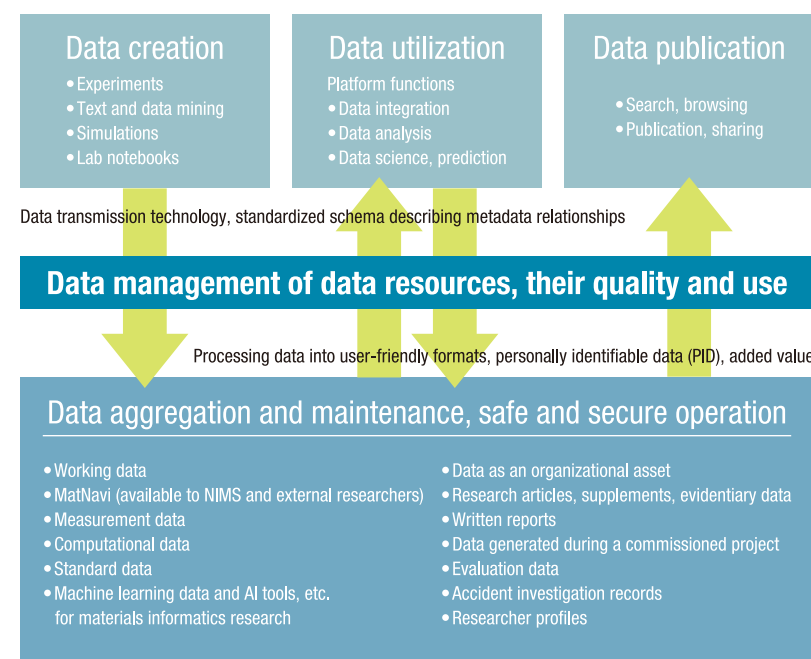 Data creation
• Experiments
• Text and data mining
• Simulations
• Lab notebooks
Data utilization
Platform functions
• Data integration
• Data analysis
• Data science, prediction
Data publication
• Search, browsing
• Publication, sharing
Data transmission technology, standardized schema describing metadata relationships
Data management of data resources, their quality and use
Processing data into user-friendly formats, personally identifiable data (PID), added value
Data aggregation and maintenance, safe and secure operation
• Working data
• MatNavi (available to NIMS and external researchers)
• Measurement data
• Computational data
• Standard data
• Machine learning data and AI tools, etc.
for materials informatics research
• Data as an organizational asset
• Research articles, supplements, evidentiary data
• Written reports
• Data generated during a commissioned project
• Evaluation data
• Accident investigation records
• Researcher profiles